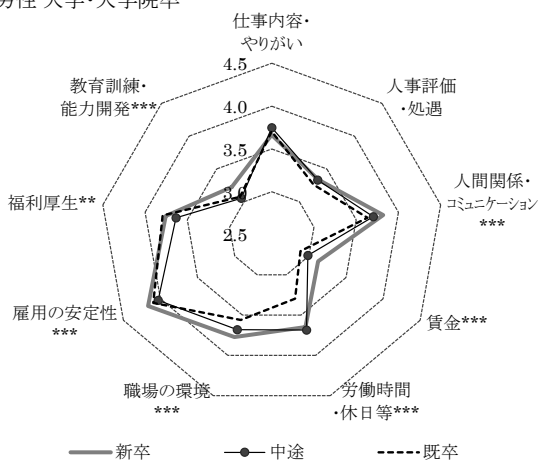 男性 大学・大学院卒
仕事内容・
やりがい
人事評価
・処遇
人間関係・
コミュニケーション
***
賃金***
労働時間
・休日等***
職場の環境
***
雇用の安定性
***
福利厚生**
教育訓練・
能力開発***
4.5
4.0
3.5
3.0
2.5
新卒
中途
既卒